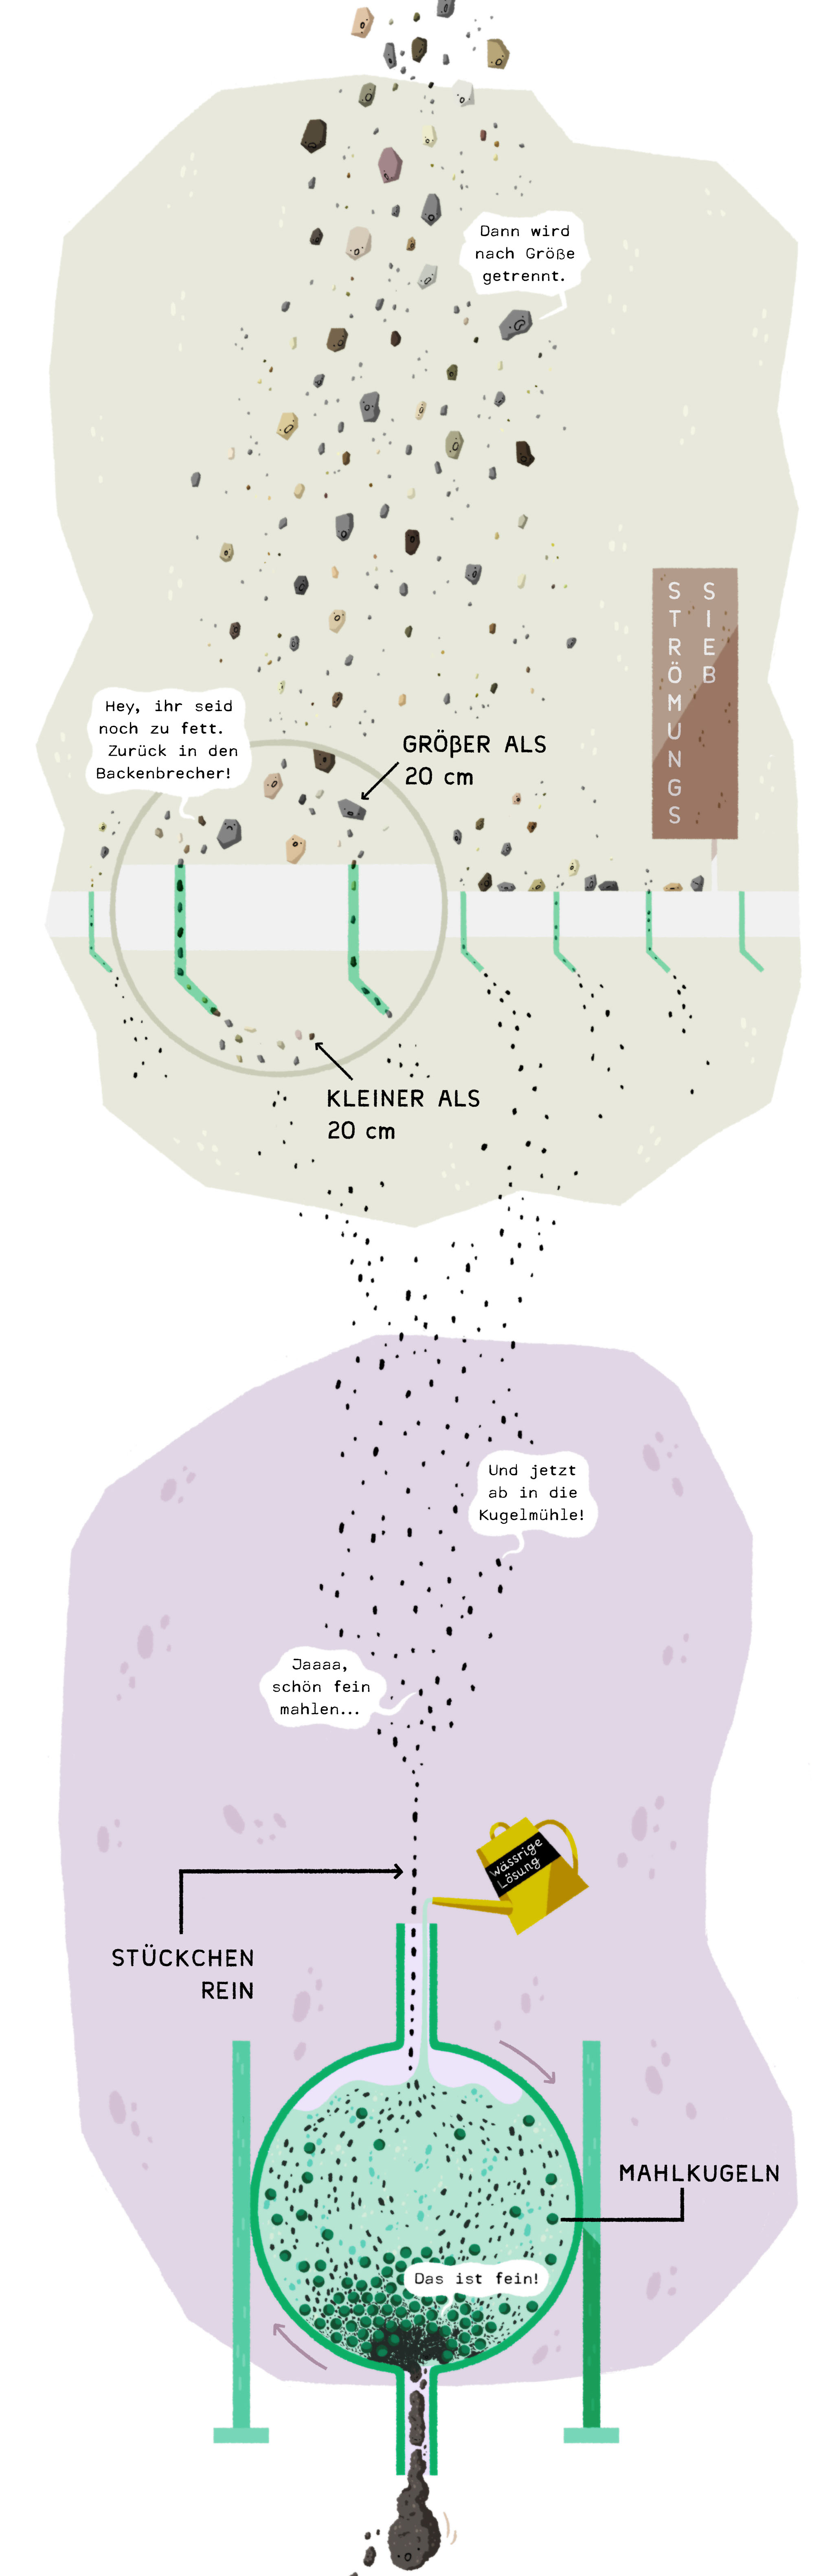 Dann wird
nach Größe
getrennt.
STRÖMUNGS
SIEB
Hey, ihr seid
noch zu fett.
Zurück in den
Backenbrecher!
GRÖßER ALS
20 cm
KLEINER ALS
20 cm
Und jetzt
ab in die
Kugelmühle!
Jaaaa,
schön fein
mahlen...
wässrige
Lösung
STÜCKCHEN
REIN
MAHLKUGELN
Das ist fein!